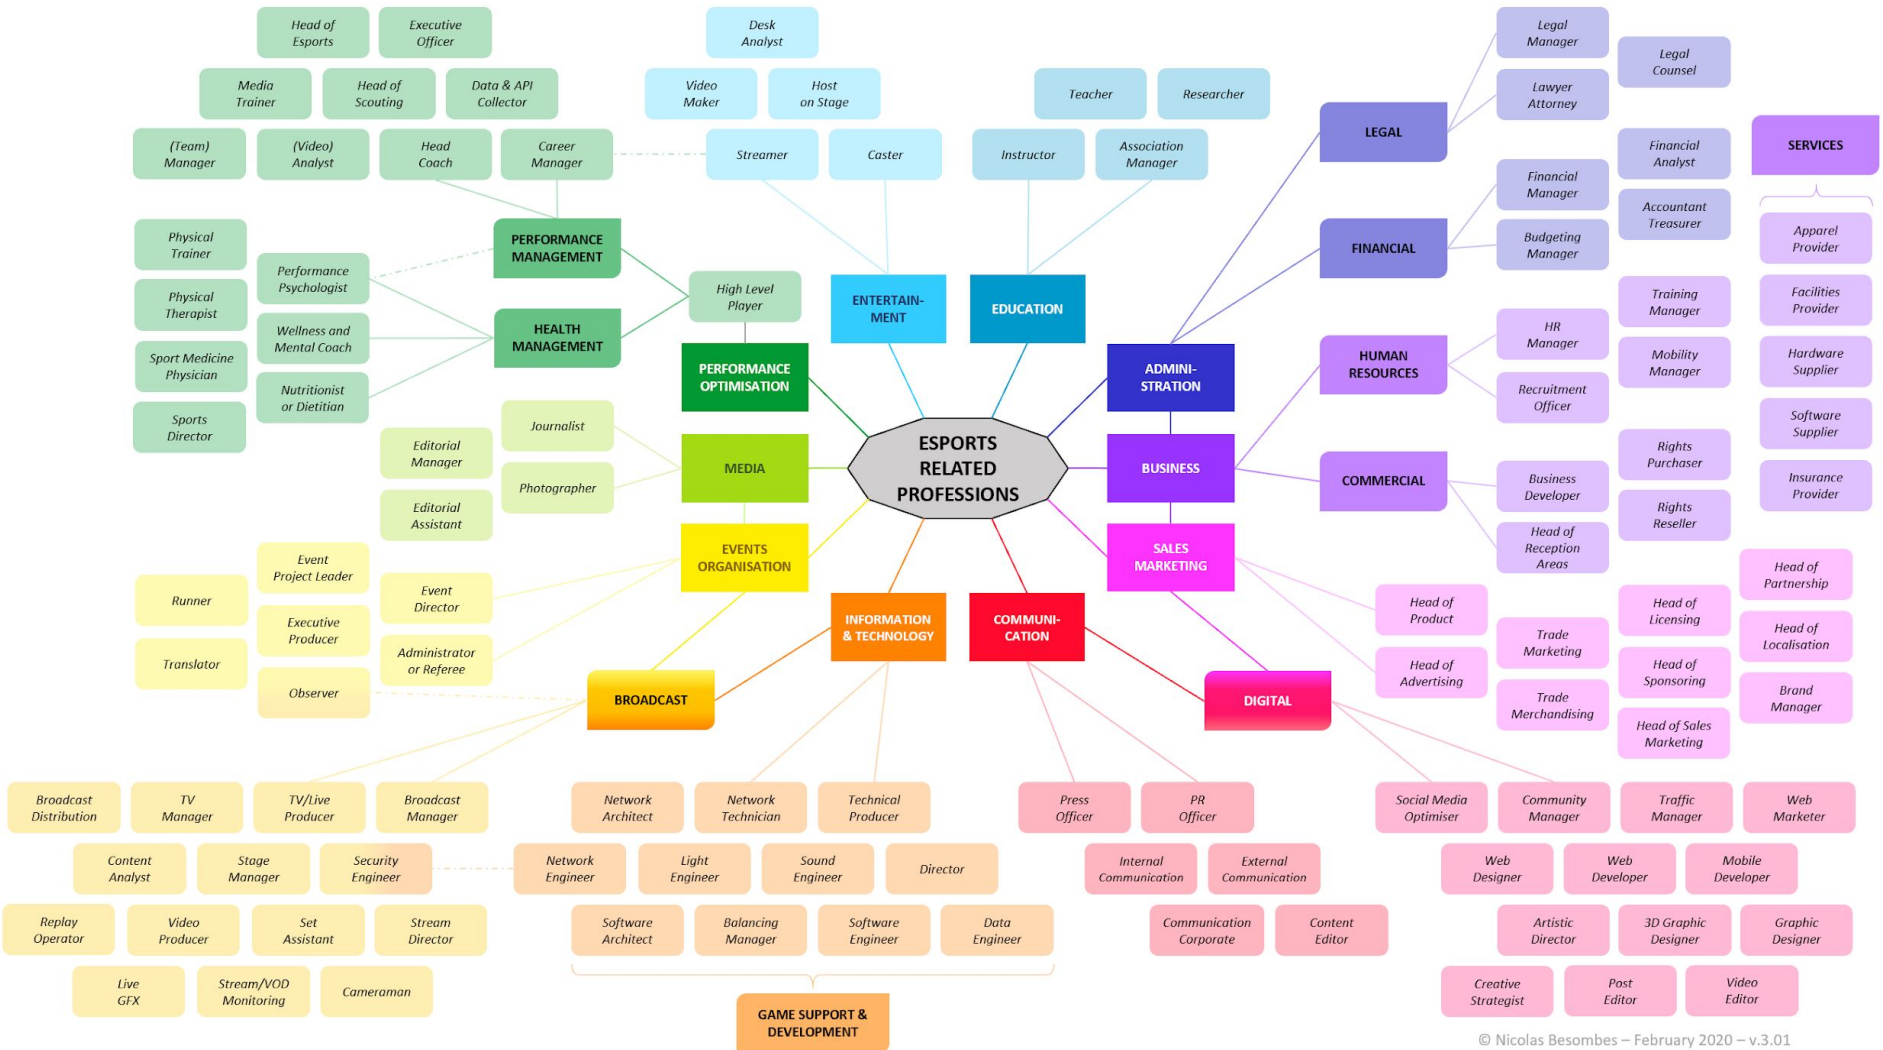 Head of
Esports
Executive
Officer
Media
Trainer
Head of
Scouting
Data & API
Collector
(Team)
Manager
(Video)
Analyst
Head
Coach
Career
Manager
Physical
Trainer
Performance
Psychologist
Physical
Therapist
Wellness and
Mental Coach
Sport Medicine
Physician
Nutritionist
or Dietitian
Sports
Director
PERFORMANCE
MANAGEMENT
HEALTH
MANAGEMENT
High Level
Player
PERFORMANCE
OPTIMISATION
Desk
Analyst
Video
Maker
Host
on Stage
Streamer
Caster
ENTERTAIN-
MENT
Teacher
Researcher
Instructor
Association
Manager
EDUCATION
ADMINI-
STRATION
LEGAL
Legal
Manager
Legal
Counsel
Lawyer
Attorney
FINANCIAL
Financial
Manager
Financial
Analyst
Accountant
Treasurer
Budgeting
Manager
SERVICES
Apparel
Provider
Facilities
Provider
Hardware
Supplier
Software
Supplier
Insurance
Provider
HUMAN
RESOURCES
HR
Manager
Training
Manager
Mobility
Manager
Recruitment
Officer
ESPORTS
RELATED
PROFESSIONS
BUSINESS
COMMERCIAL
Business
Developer
Rights
Purchaser
Rights
Reseller
Head of
Reception
Areas
MEDIA
Journalist
Editorial
Manager
Photographer
Editorial
Assistant
EVENTS
ORGANISATION
Event
Project Leader
Runner
Event
Director
Executive
Producer
Translator
Administrator
or Referee
Observer
SALES
MARKETING
Head of
Product
Head of
Advertising
Trade
Marketing
Trade
Merchandising
Head of
Licensing
Head of
Sponsoring
Head of Sales
Marketing
Head of
Partnership
Head of
Localisation
Brand
Manager
INFORMATION
& TECHNOLOGY
COMMUNI-
CATION
BROADCAST
DIGITAL
Broadcast
Distribution
TV
Manager
TV/Live
Producer
Broadcast
Manager
Content
Analyst
Stage
Manager
Security
Engineer
Replay
Operator
Video
Producer
Set
Assistant
Stream
Director
Live
GFX
Stream/VOD
Monitoring
Cameraman
Network
Architect
Network
Technician
Technical
Producer
Network
Engineer
Light
Engineer
Sound
Engineer
Director
Software
Architect
Balancing
Manager
Software
Engineer
Data
Engineer
GAME SUPPORT &
DEVELOPMENT
Press
Officer
PR
Officer
Internal
Communication
External
Communication
Communication
Corporate
Content
Editor
Social Media
Optimiser
Community
Manager
Traffic
Manager
Web
Marketer
Web
Designer
Web
Developer
Mobile
Developer
Artistic
Director
3D Graphic
Designer
Graphic
Designer
Creative
Strategist
Post
Editor
Video
Editor
© Nicolas Besombes – February 2020 – v.3.01